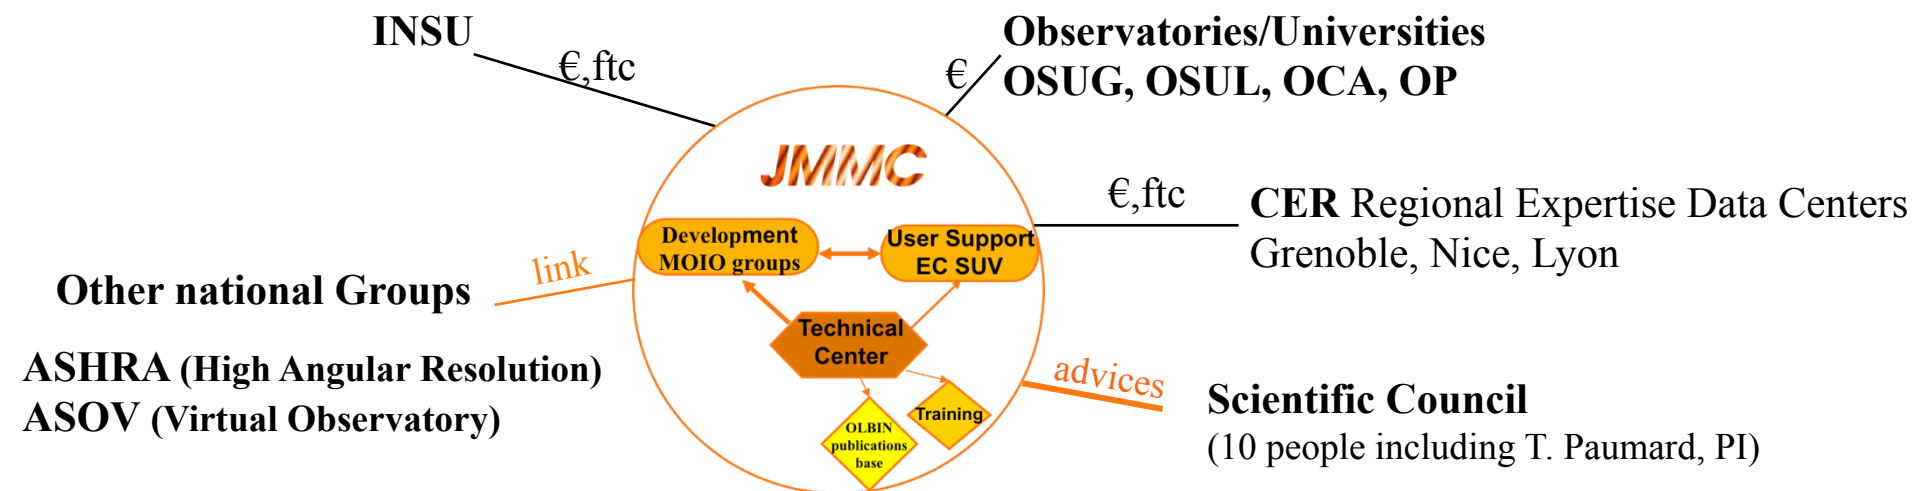 INSU
€,ftc
€
Observatories/Universities
OSUG, OSUL, OCA, OP
JMMC
€,ftc
CER Regional Expertise Data Centers
Grenoble, Nice, Lyon
Development
MOIO groups
User Support
EC SUV
link
Other national Groups
Technical
Center
ASHRA (High Angular Resolution)
ASOV (Virtual Observatory)
advices
Scientific Council
(10 people including T. Paumard, PI)
Training
OLBIN
publications
base